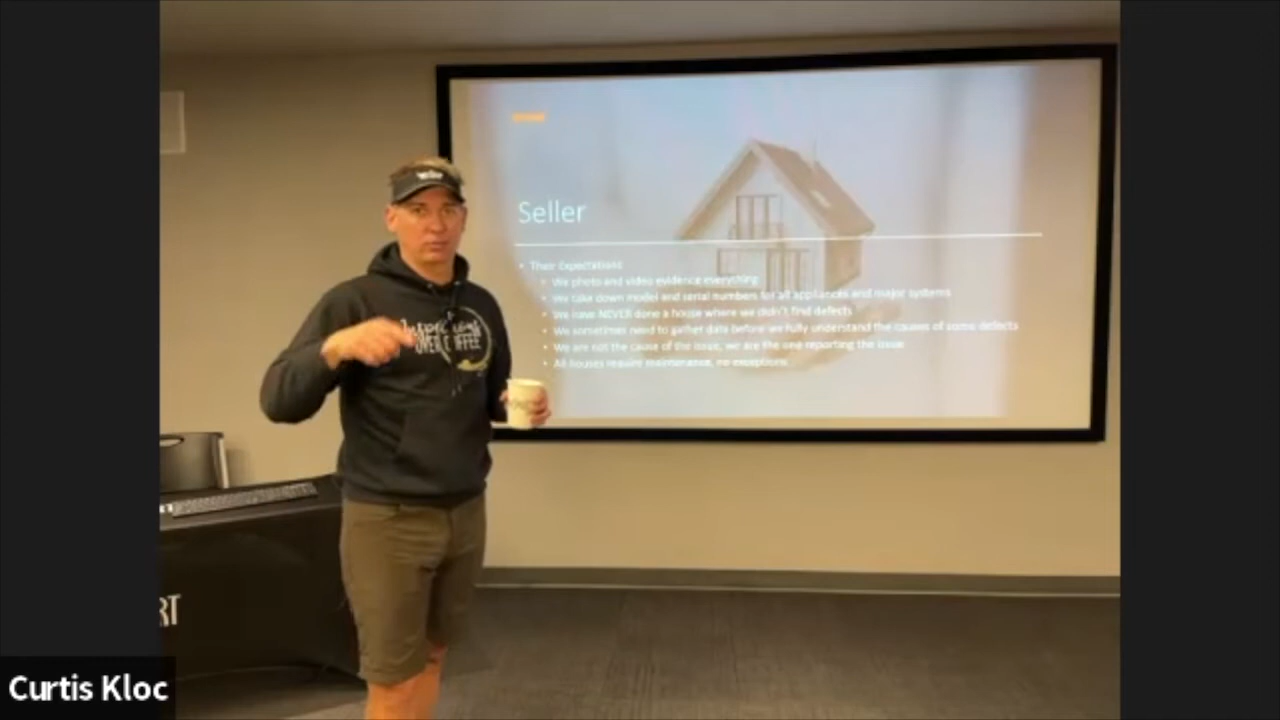 Seller
• Their Expectations
• We photo and video evidence everything
• We take down model and serial numbers for all appliances and major systems
• We have NEVER done a house where we didn't find defects
• We sometimes need to gather data before we fully understand the causes of some defects
• We are not the cause of the issue, we are the one reporting the issue
• All houses require maintenance, no exceptions
OVER COFFEE
RT
Curtis Kloc